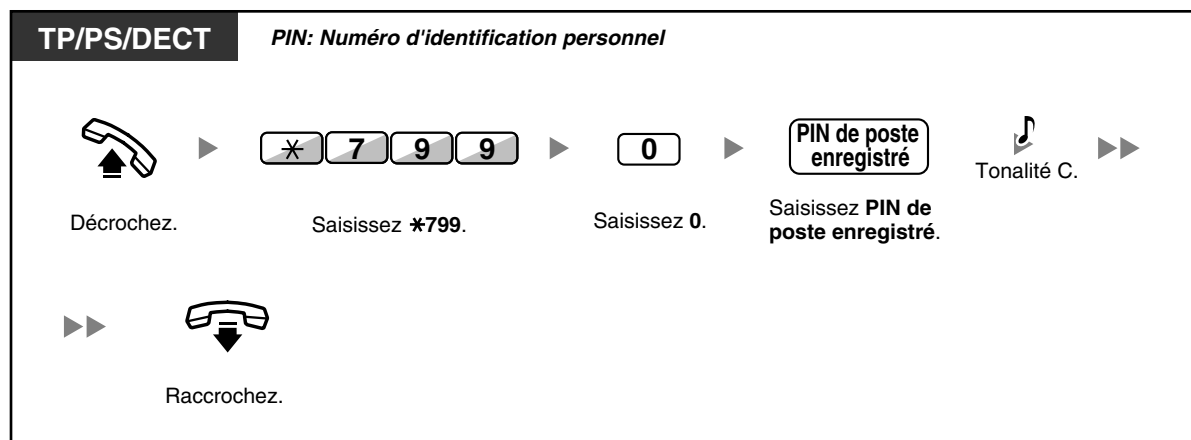 TP/PS/DECT
PIN: Numéro d'identification personnel
✳ 7 9 9
0
PIN de poste
enregistré
Tonalité C.
Décrochez.
Saisissez ✳799.
Saisissez 0.
Saisissez PIN de
poste enregistré.
Raccrochez.